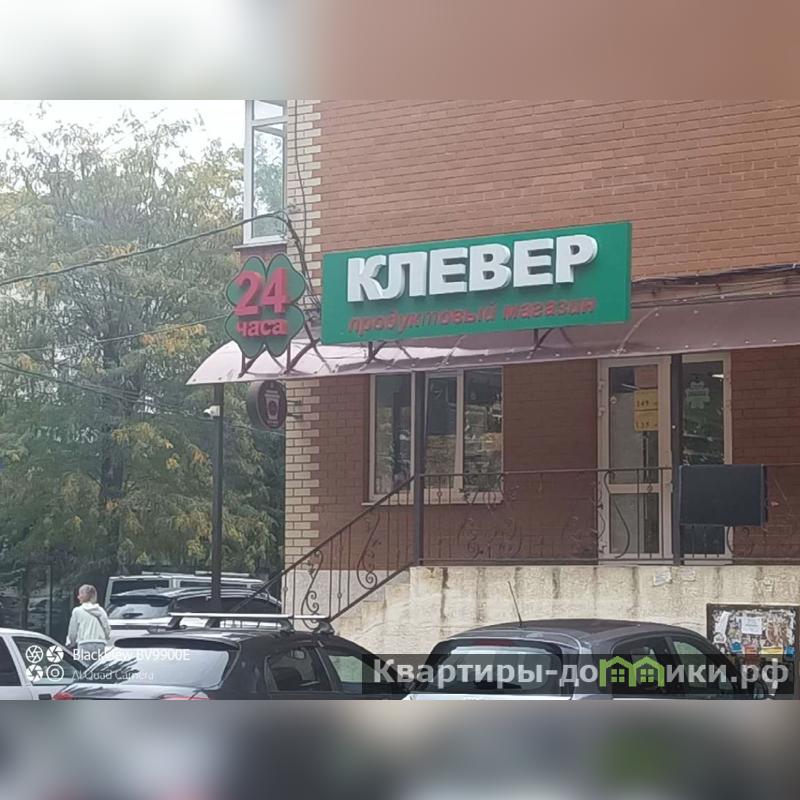 24
часа
КЛЕВЕР
продуктовый магазин
BlackView BV9900E
AI Quad Camera
Квартиры-домики.рф